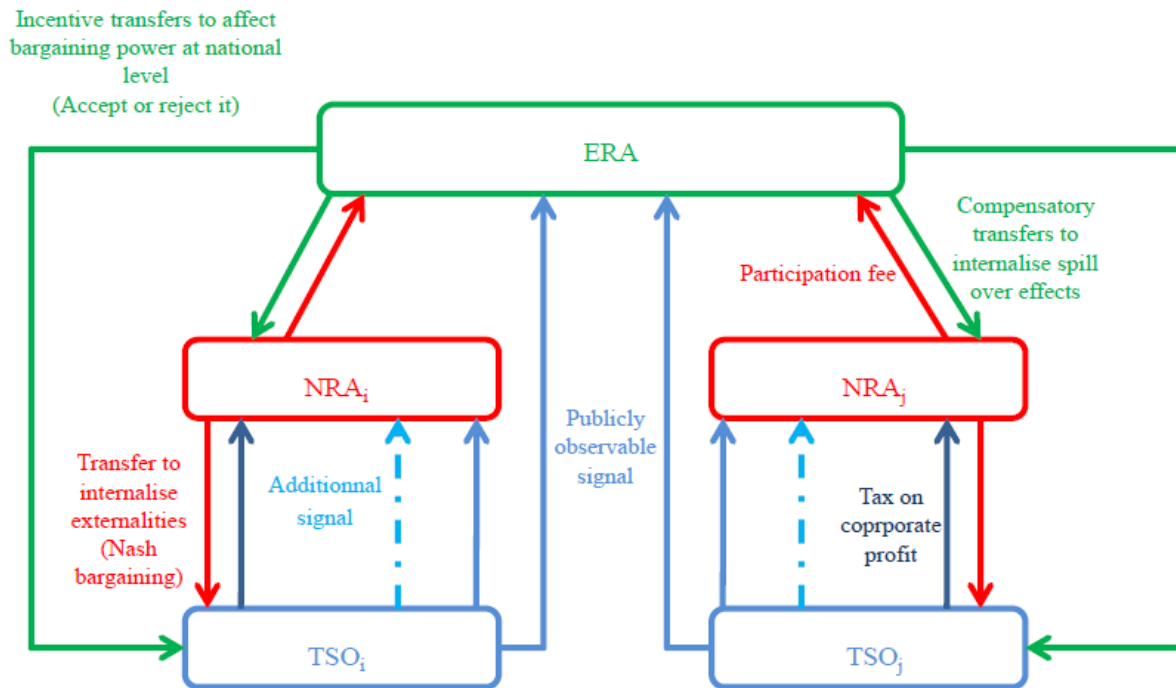 Incentive transfers to affect
bargaining power at national
level
(Accept or reject it)
ERA
Compensatory
transfers to
internalise spill
over effects
Participation fee
NRAi
NRAj
Publicly
observable
signal
Transfer to
internalise
externalities
(Nash
bargaining)
Additionnal
signal
Tax on
coprporate
profit
TSOi
TSOj